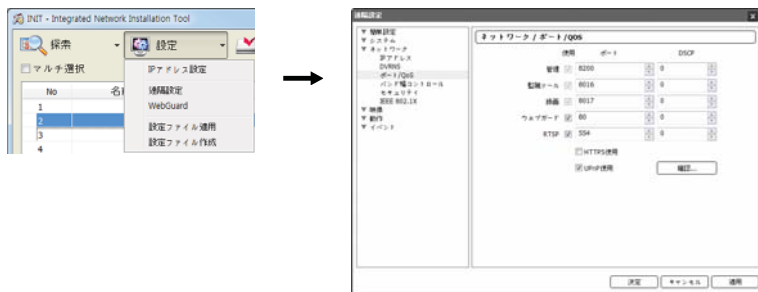 INIT - Integrated Network Installation Tool
探索
設定
マルチ選択
IPアドレス設定
遠隔設定
WebGuard
設定ファイル適用
設定ファイル作成
No
名
1
2
3
4
遠隔設定
▼ 簡単設定
▼ システム
▼ ネットワーク
IPアドレス
DVRNS
ポート/QoS
バンド幅コントロール
セキュリティ
IEEE 802.1X
▼ 映像
▼ 動作
▼ イベント
ネットワーク / ポート/QOS
使用 ポート DSCP
管理 8200 0
監視ツール 8016 0
録画 8017 0
ウェブガード 80 0
RTSP 554 0
HTTPS使用
UPnP使用
確認...
決定 キャンセル 適用